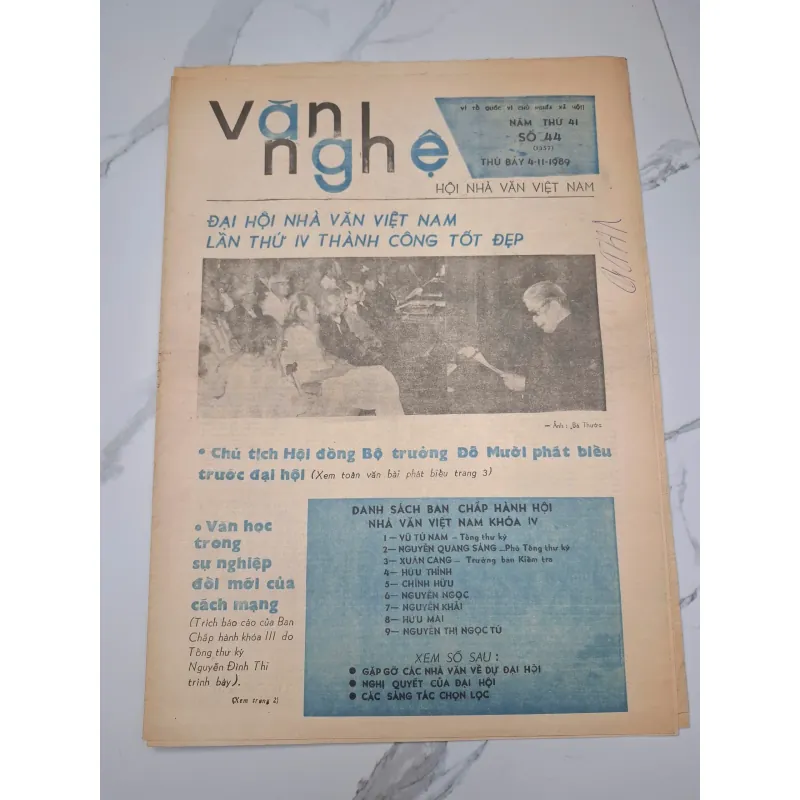 Văn nghệ
Vì tổ quốc vì chủ nghĩa xã hội
NĂM THỨ 41
SỐ 44
THỨ BẢY 4-11-1989
HỘI NHÀ VĂN VIỆT NAM
ĐẠI HỘI NHÀ VĂN VIỆT NAM
LẦN THỨ IV THÀNH CÔNG TỐT ĐẸP
— Ảnh: Bá Thước
• Chủ tịch Hội đồng Bộ trưởng Đỗ Mười phát biểu
trước đại hội (Xem toàn văn bài phát biểu trang 3)
• Văn học
trong
sự nghiệp
đổi mới của
cách mạng
(Trích báo cáo của Ban
Chấp hành khóa III do
Tổng thư ký
Nguyễn Đình Thi
trình bày).
(Xem trang 2)
DANH SÁCH BAN CHẤP HÀNH HỘI
NHÀ VĂN VIỆT NAM KHÓA IV
1— VŨ TÚ NAM – Tổng thư ký
2— NGUYỄN QUANG SÁNG – Phó Tổng thư ký
3— XUÂN CANG – Trưởng ban Kiểm tra
4— HỮU THỈNH
5— CHÍNH HỮU
6— NGUYÊN NGỌC
7— NGUYỄN KHẢI
8— HỮU MAI
9— NGUYỄN THỊ NGỌC TÚ
XEM SỐ SAU :
● GẶP GỠ CÁC NHÀ VĂN VỀ DỰ ĐẠI HỘI
● NGHỊ QUYẾT CỦA ĐẠI HỘI
● CÁC SÁNG TÁC CHỌN LỌC